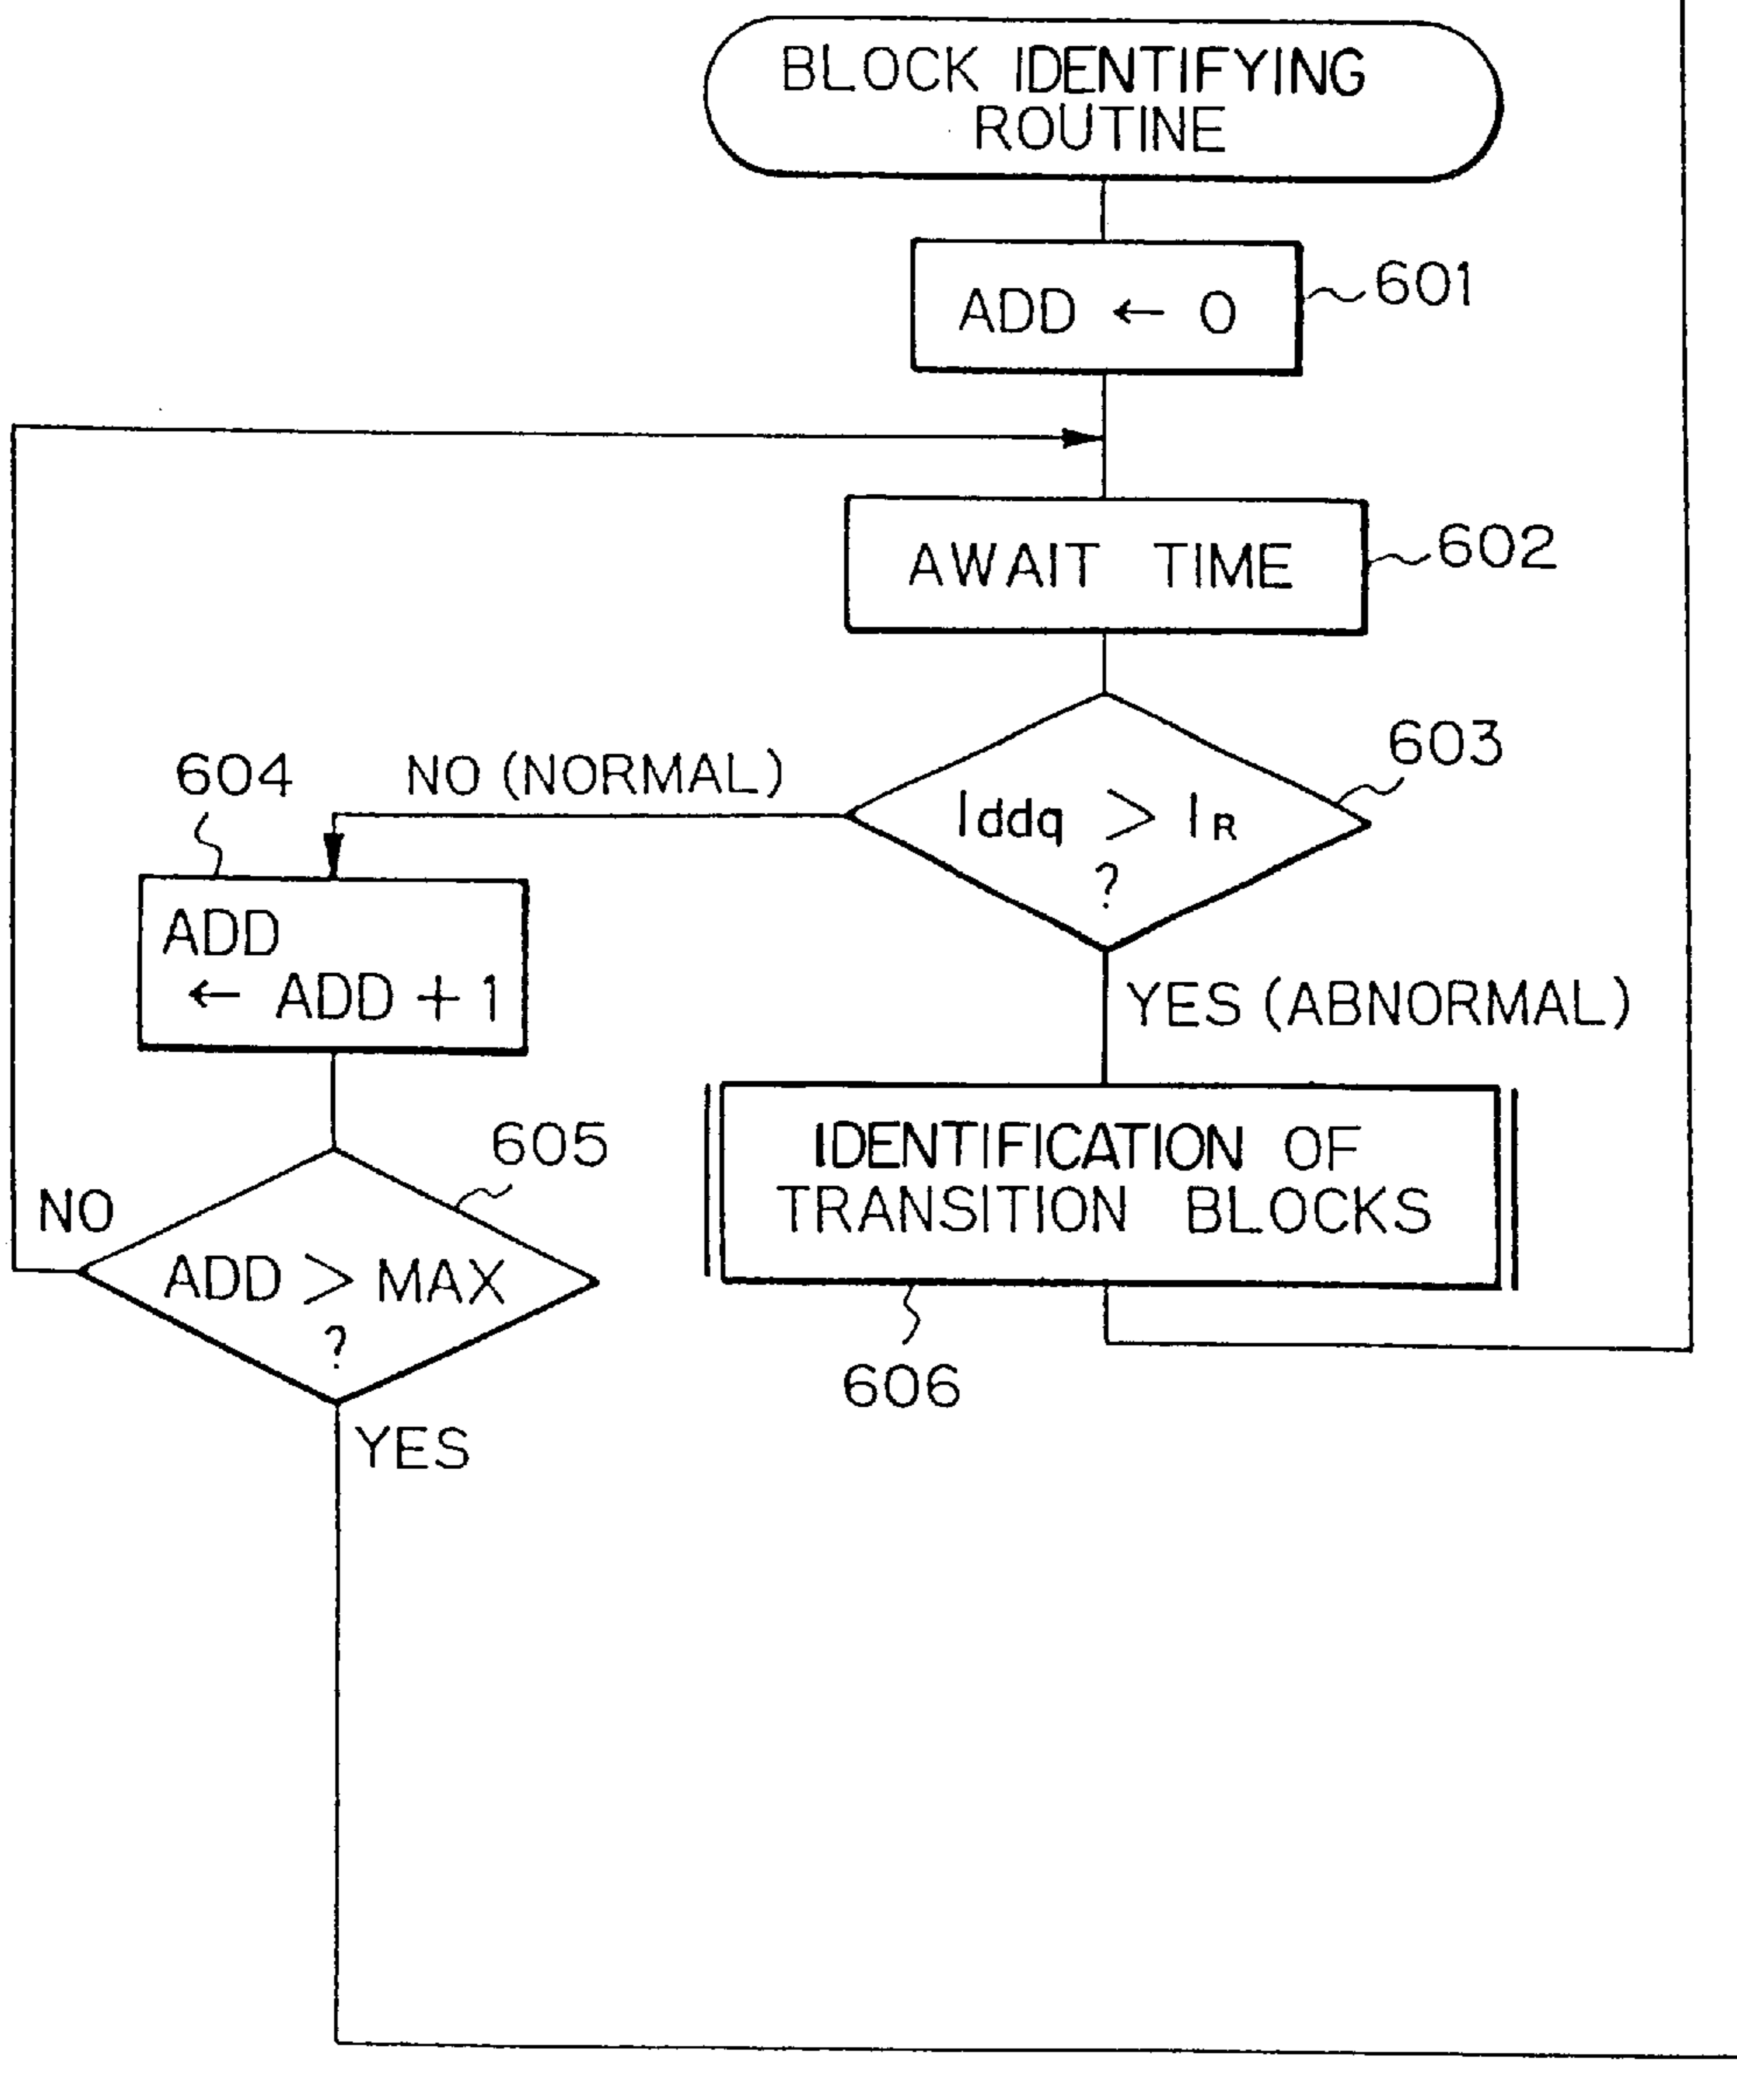 BLOCK IDENTIFYING
ROUTINE
ADD ← 0
601
AWAIT TIME
602
603
Iddq > IR
?
NO (NORMAL)
604
ADD
← ADD + 1
YES (ABNORMAL)
605
NO
ADD > MAX
?
YES
IDENTIFICATION OF
TRANSITION BLOCKS
606